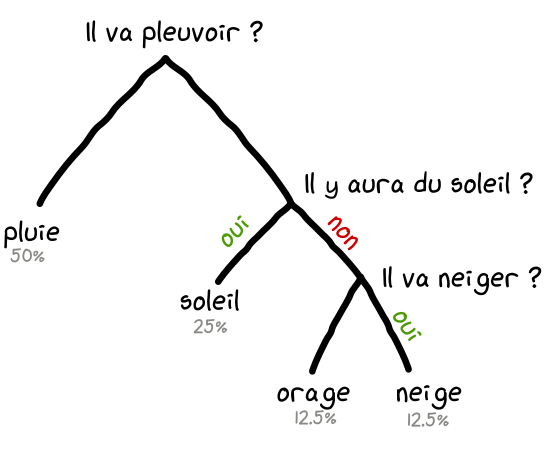 Il va pleuvoir ?
Il y aura du soleil ?
oui
non
pluie
50%
Il va neiger ?
soleil
25%
oui
orage
12.5%
neige
12.5%